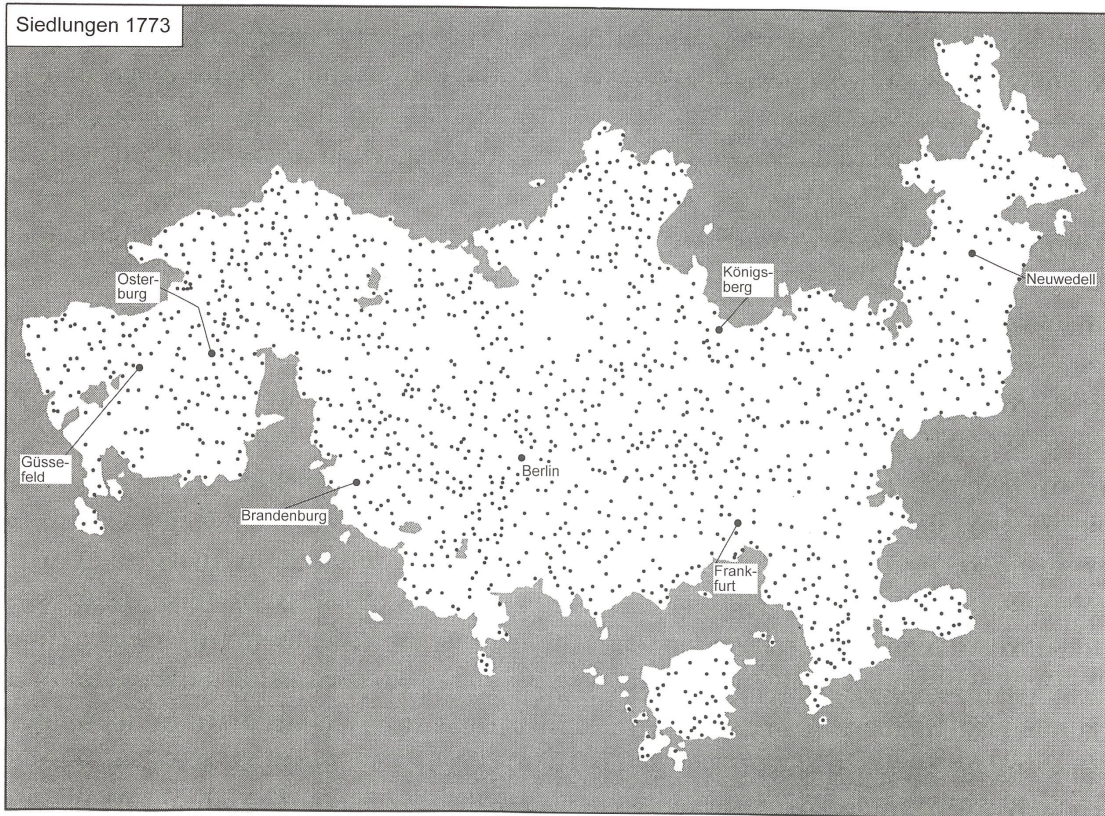 Siedlungen 1773
Oster-
burg
Königs-
berg
Neuwedell
Güsse-
feld
Berlin
Brandenburg
Frank-
furt